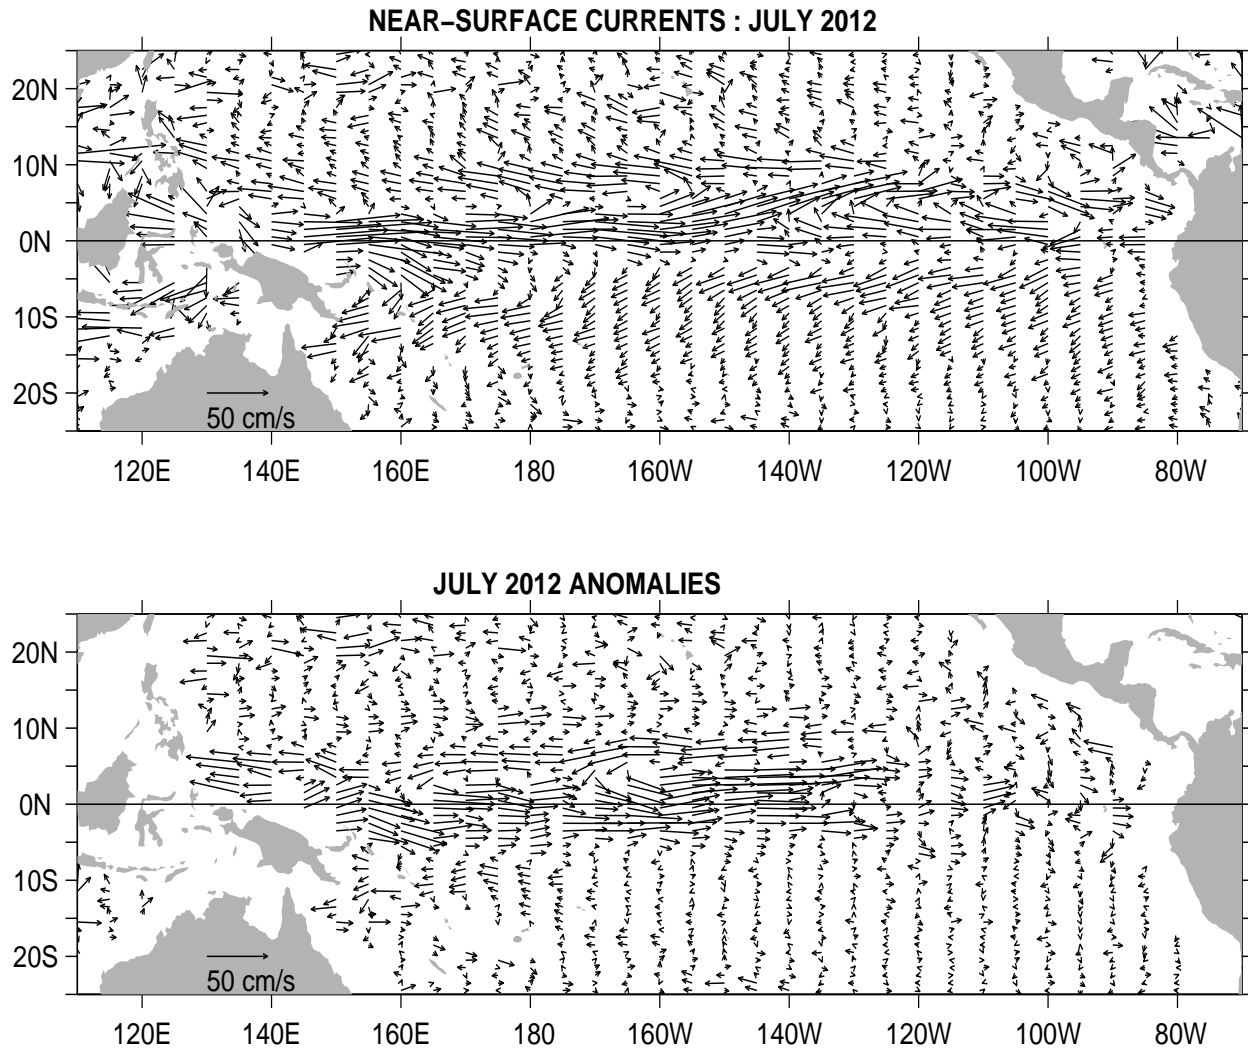 NEAR−SURFACE CURRENTS : JULY 2012
20N
10N
0N
10S
20S
50 cm/s
120E 140E 160E 180 160W 140W 120W 100W 80W
JULY 2012 ANOMALIES
20N
10N
0N
10S
20S
50 cm/s
120E 140E 160E 180 160W 140W 120W 100W 80W